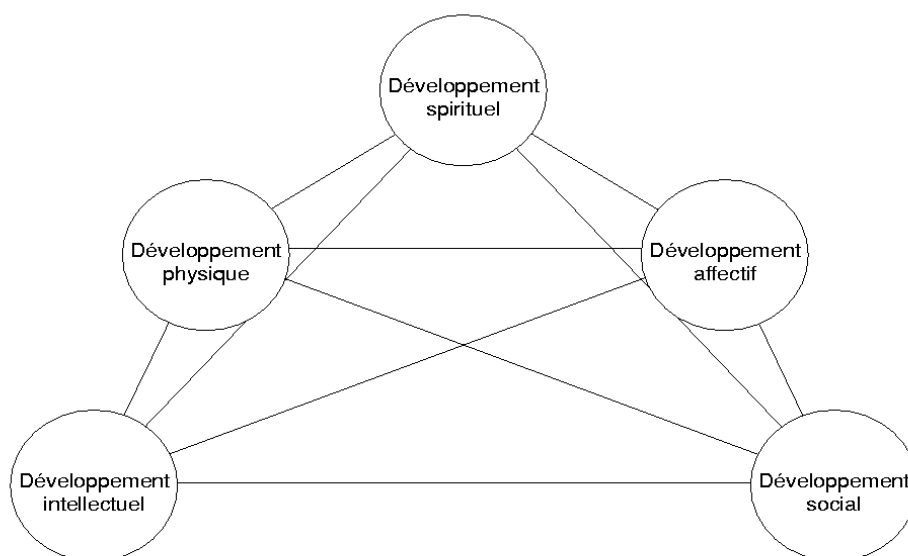 Développement
spirituel
Développement
physique
Développement
affectif
Développement
intellectuel
Développement
social